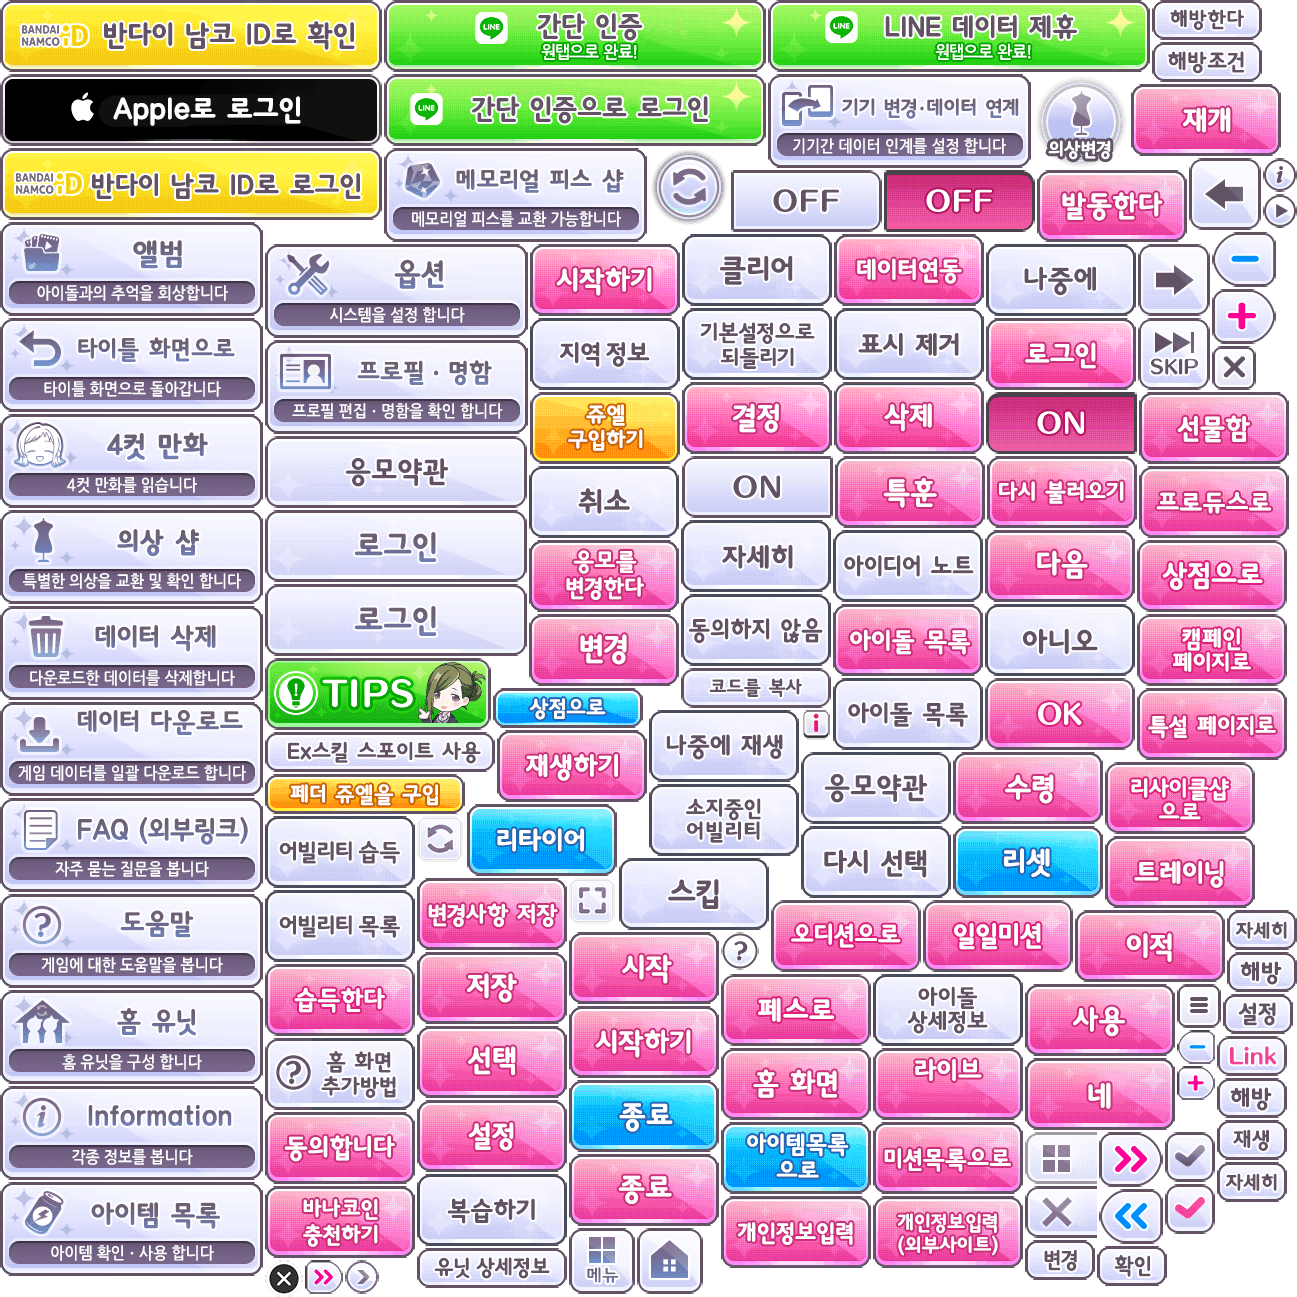 BANDAI NAMCO iD 반다이 남코 ID로 확인
LINE 간단 인증
원탭으로 완료!
LINE LINE 데이터 제휴
원탭으로 완료!
해방한다
해방조건
Apple로 로그인
LINE 간단 인증으로 로그인
기기 변경·데이터 연계
기기간 데이터 인계를 설정 합니다
의상변경
재개
BANDAI NAMCO iD 반다이 남코 ID로 로그인
메모리얼 피스 샵
메모리얼 피스를 교환 가능합니다
OFF
OFF
발동한다
i
앨범
아이돌과의 추억을 회상합니다
옵션
시스템을 설정 합니다
시작하기
클리어
데이터연동
나중에
타이틀 화면으로
타이틀 화면으로 돌아갑니다
프로필 · 명함
프로필 편집 · 명함을 확인 합니다
지역 정보
기본설정으로
되돌리기
표시 제거
로그인
SKIP
4컷 만화
4컷 만화를 읽습니다
응모약관
쥬엘
구입하기
결정
삭제
ON
선물함
의상 샵
특별한 의상을 교환 및 확인 합니다
로그인
취소
ON
특훈
다시 불러오기
프로듀스로
데이터 삭제
다운로드한 데이터를 삭제합니다
로그인
응모를
변경한다
자세히
아이디어 노트
다음
상점으로
변경
동의하지 않음
아이돌 목록
아니오
캠페인
페이지로
데이터 다운로드
게임 데이터를 일괄 다운로드 합니다
TIPS
상점으로
코드를 복사
i
아이돌 목록
OK
특설 페이지로
Ex스킬 스포이트 사용
재생하기
나중에 재생
페더 쥬엘을 구입
응모약관
수령
리사이클샵
으로
FAQ (외부링크)
자주 묻는 질문을 봅니다
어빌리티 습득
리타이어
소지중인
어빌리티
다시 선택
리셋
트레이닝
도움말
게임에 대한 도움말을 봅니다
어빌리티 목록
변경사항 저장
스킵
오디션으로
일일미션
이적
자세히
해방
홈 유닛
홈 유닛을 구성 합니다
습득한다
저장
시작
?
페스로
아이돌
상세정보
사용
설정
홈 화면
추가방법
선택
시작하기
홈 화면
라이브
네
Link
해방
Information
각종 정보를 봅니다
동의합니다
설정
종료
아이템목록
으로
미션목록으로
재생
자세히
아이템 목록
아이템 확인 · 사용 합니다
바나코인
충천하기
복습하기
종료
개인정보입력
개인정보입력
(외부사이트)
유닛 상세정보
메뉴
변경
확인